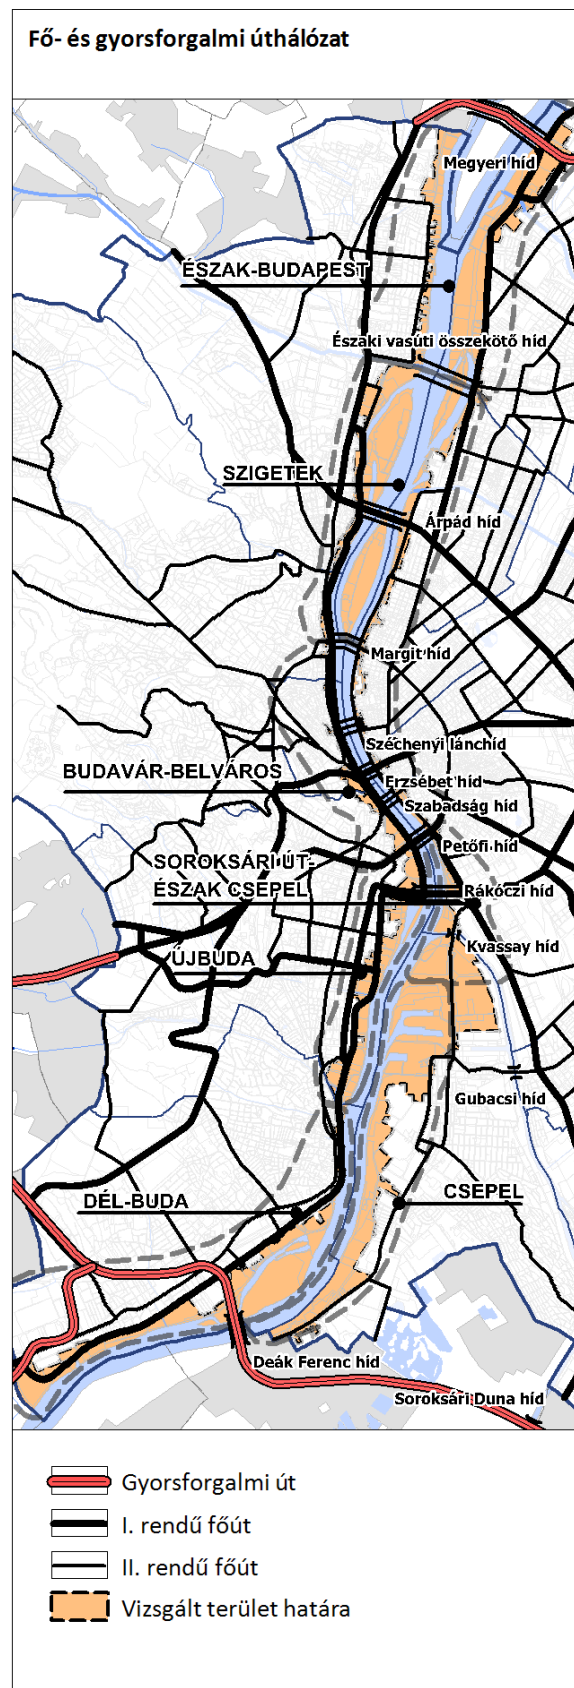 Fő- és gyorsforgalmi úthálózat
Megyeri híd
ÉSZAK-BUDAPEST
Északi vasúti összekötő híd
SZIGETEK
Árpád híd
Margit híd
Széchenyi lánchíd
BUDAVÁR-BELVÁROS
Erzsébet híd
Szabadság híd
Petőfi híd
SOROKSÁRI ÚT-
ÉSZAK CSEPEL
Rákóczi híd
Kvassay híd
ÚJBUDA
Gubacsi híd
DÉL-BUDA
CSEPEL
Deák Ferenc híd
Soroksári Duna híd
Gyorsforgalmi út
I. rendű főút
II. rendű főút
Vizsgált terület határa